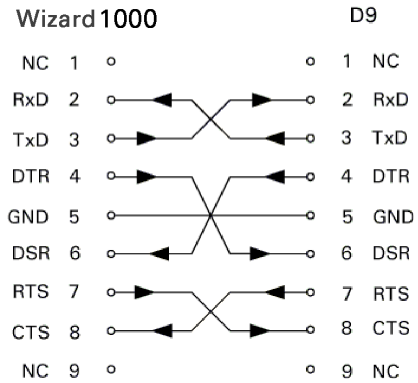 Wizard 1000 D9
NC 1 1 NC
RxD 2 2 RxD
TxD 3 3 TxD
DTR 4 4 DTR
GND 5 5 GND
DSR 6 6 DSR
RTS 7 7 RTS
CTS 8 8 CTS
NC 9 9 NC